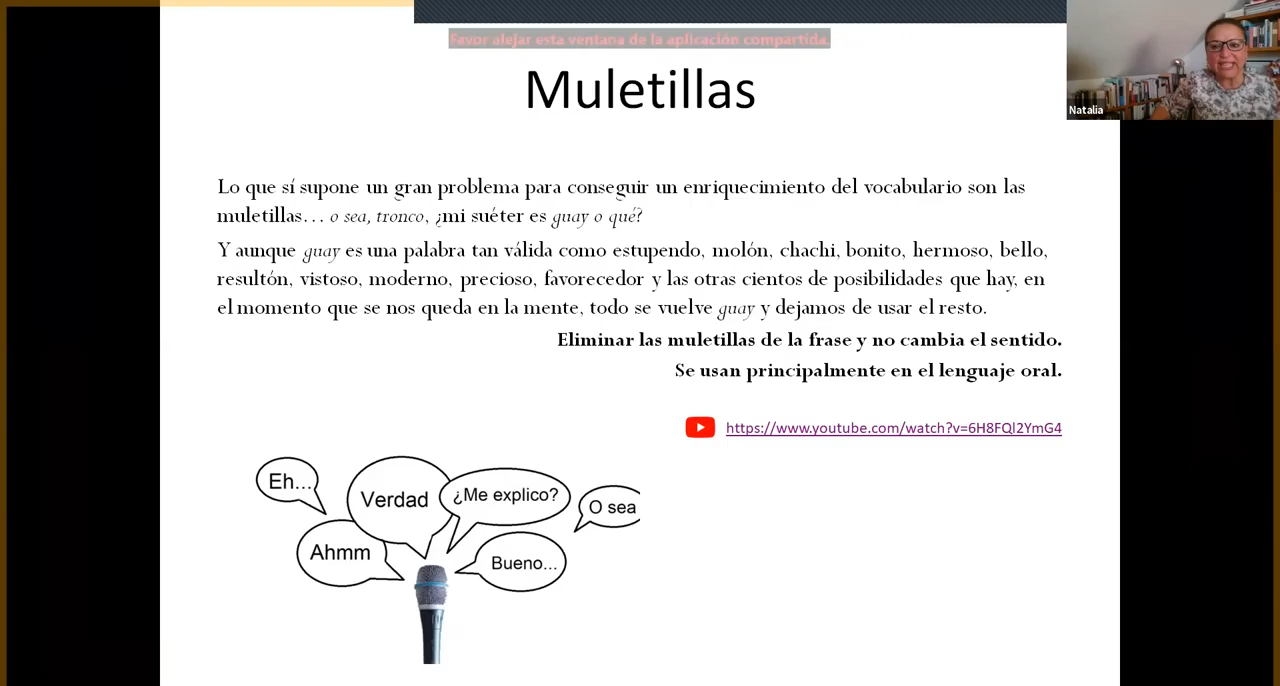 Favor alejar esta ventana de la aplicación compartida.
Natalia
Muletillas
Lo que sí supone un gran problema para conseguir un enriquecimiento del vocabulario son las
muletillas… o sea, tronco, ¿mi suéter es guay o qué?
Y aunque guay es una palabra tan válida como estupendo, molón, chachi, bonito, hermoso, bello,
resultón, vistoso, moderno, precioso, favorecedor y las otras cientos de posibilidades que hay, en
el momento que se nos queda en la mente, todo se vuelve guay y dejamos de usar el resto.
Eliminar las muletillas de la frase y no cambia el sentido.
Se usan principalmente en el lenguaje oral.
https://www.youtube.com/watch?v=6H8FQl2YmG4
Eh...
Verdad
¿Me explico?
O sea
Ahmm
Bueno...